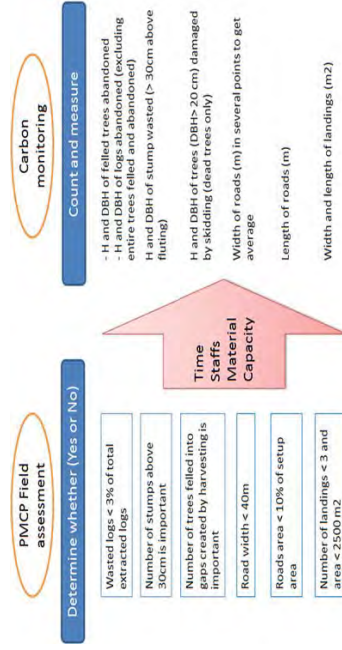 PMCP Field
assessment
Determine whether (Yes or No)
Wasted logs < 3% of total
extracted logs
Number of stumps above
30cm is important
Number of trees felled into
gaps created by harvesting is
important
Road width < 40m
Roads area < 10% of setup
area
Number of landings < 3 and
area < 2500 m2
Time
Staffs
Material
Capacity
Carbon
monitoring
Count and measure
- H and DBH of felled trees abandoned
- H and DBH of logs abandoned (excluding
entire trees felled and abandoned)
H and DBH of stump wasted (> 30cm above
fluting)
H and DBH of trees (DBH> 20 cm) damaged
by skidding (dead trees only)
Width of roads (m) in several points to get
average
Length of roads (m)
Width and length of landings (m2)